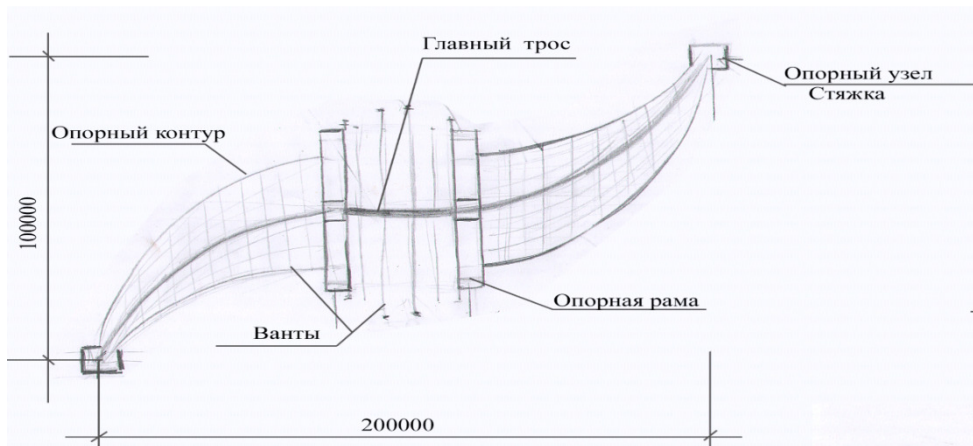 Главный трос
Опорный узел
Стяжка
Опорный контур
100000
Опорная рама
Ванты
200000